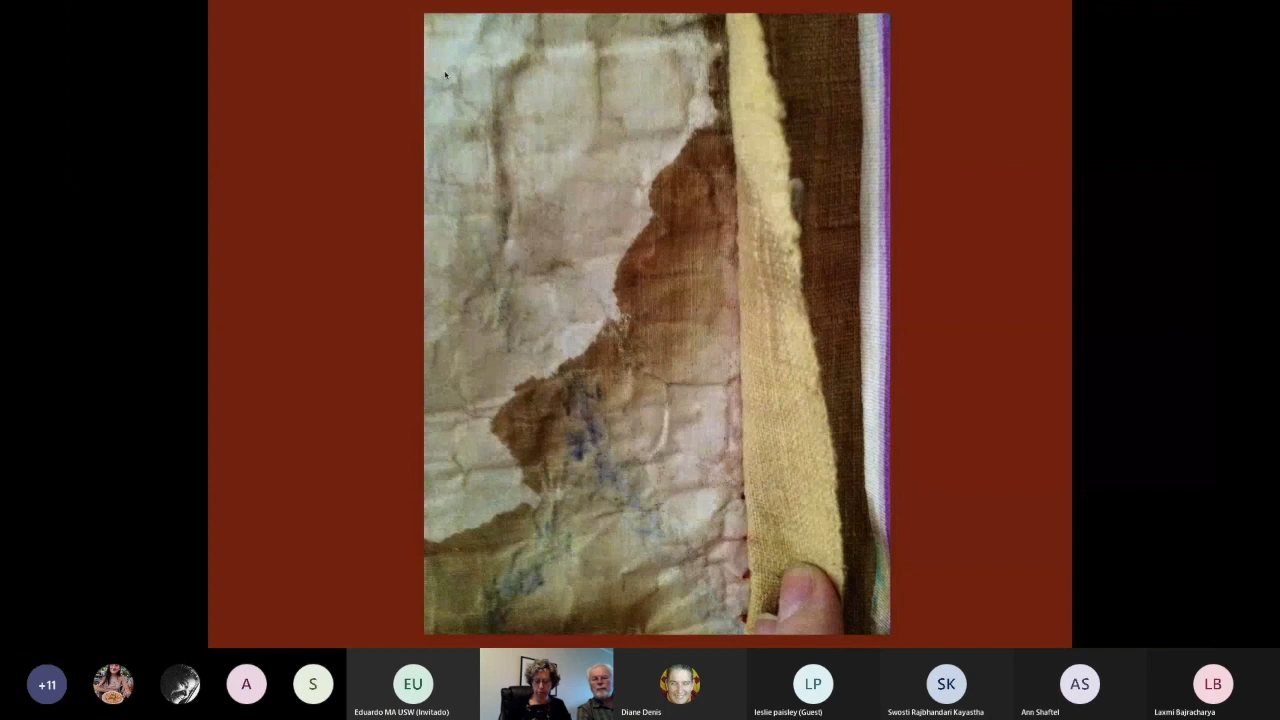 +11
A
S
EU
LP
SK
AS
LB
Eduardo MA USW (Invitado)
Diane Denis
leslie paisley (Guest)
Swosti Rajbhandari Kayastha
Ann Shaftel
Laxmi Bajracharya